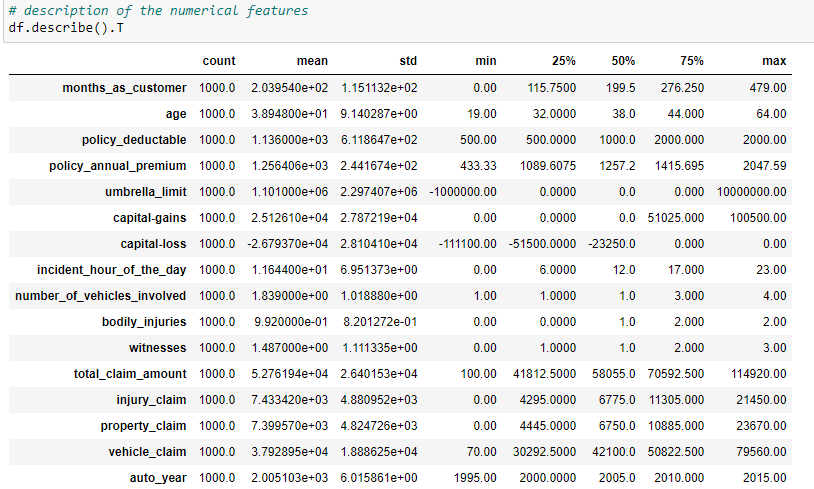 # description of the numerical features
df.describe().T
count mean std min 25% 50% 75% max
months_as_customer 1000.0 2.039540e+02 1.151132e+02 0.00 115.7500 199.5 276.250 479.00
age 1000.0 3.894800e+01 9.140287e+00 19.00 32.0000 38.0 44.000 64.00
policy_deductable 1000.0 1.136000e+03 6.118647e+02 500.00 500.0000 1000.0 2000.000 2000.00
policy_annual_premium 1000.0 1.256406e+03 2.441674e+02 433.33 1089.6075 1257.2 1415.695 2047.59
umbrella_limit 1000.0 1.101000e+06 2.297407e+06 -1000000.00 0.0000 0.0 0.000 10000000.00
capital-gains 1000.0 2.512610e+04 2.787219e+04 0.00 0.0000 0.0 51025.000 100500.00
capital-loss 1000.0 -2.679370e+04 2.810410e+04 -111100.00 -51500.0000 -23250.0 0.000 0.00
incident_hour_of_the_day 1000.0 1.164400e+01 6.951373e+00 0.00 6.0000 12.0 17.000 23.00
number_of_vehicles_involved 1000.0 1.839000e+00 1.018880e+00 1.00 1.0000 1.0 3.000 4.00
bodily_injuries 1000.0 9.920000e-01 8.201272e-01 0.00 0.0000 1.0 2.000 2.00
witnesses 1000.0 1.487000e+00 1.111335e+00 0.00 1.0000 1.0 2.000 3.00
total_claim_amount 1000.0 5.276194e+04 2.640153e+04 100.00 41812.5000 58055.0 70592.500 114920.00
injury_claim 1000.0 7.433420e+03 4.880952e+03 0.00 4295.0000 6775.0 11305.000 21450.00
property_claim 1000.0 7.399570e+03 4.824726e+03 0.00 4445.0000 6750.0 10885.000 23670.00
vehicle_claim 1000.0 3.792895e+04 1.888625e+04 70.00 30292.5000 42100.0 50822.500 79560.00
auto_year 1000.0 2.005103e+03 6.015861e+00 1995.00 2000.0000 2005.0 2010.000 2015.00